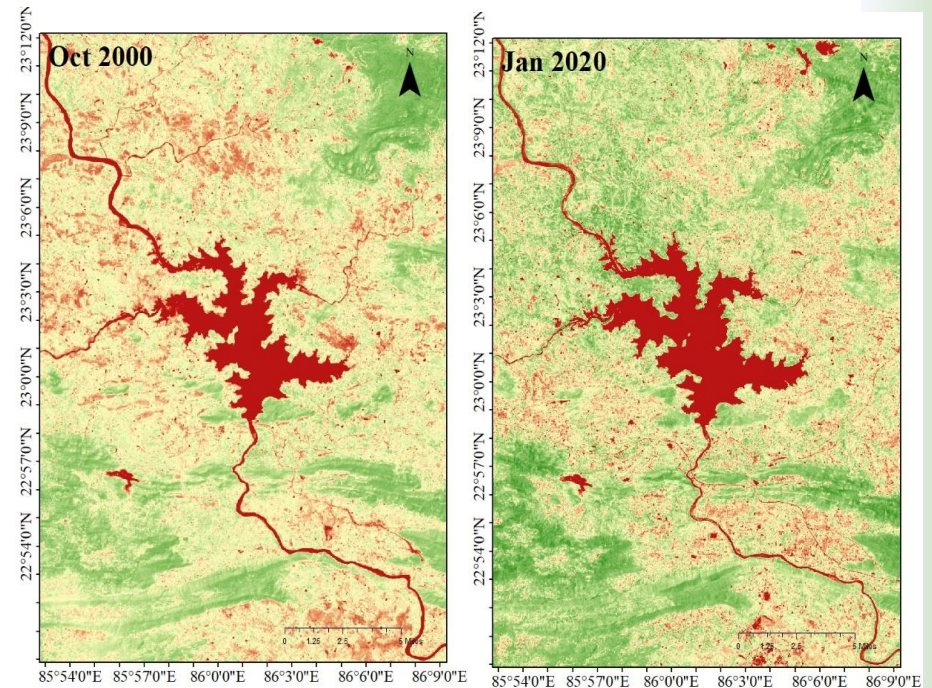 Oct 2000
N
23°12'0"N
23°9'0"N
23°6'0"N
23°3'0"N
23°0'0"N
22°57'0"N
22°54'0"N
0 1.25 2.5 5 Miles
85°54'0"E 85°57'0"E 86°0'0"E 86°3'0"E 86°6'0"E 86°9'0"E
Jan 2020
N
23°12'0"N
23°9'0"N
23°6'0"N
23°3'0"N
23°0'0"N
22°57'0"N
22°54'0"N
0 1.25 2.5 5 Miles
85°54'0"E 85°57'0"E 86°0'0"E 86°3'0"E 86°6'0"E 86°9'0"E